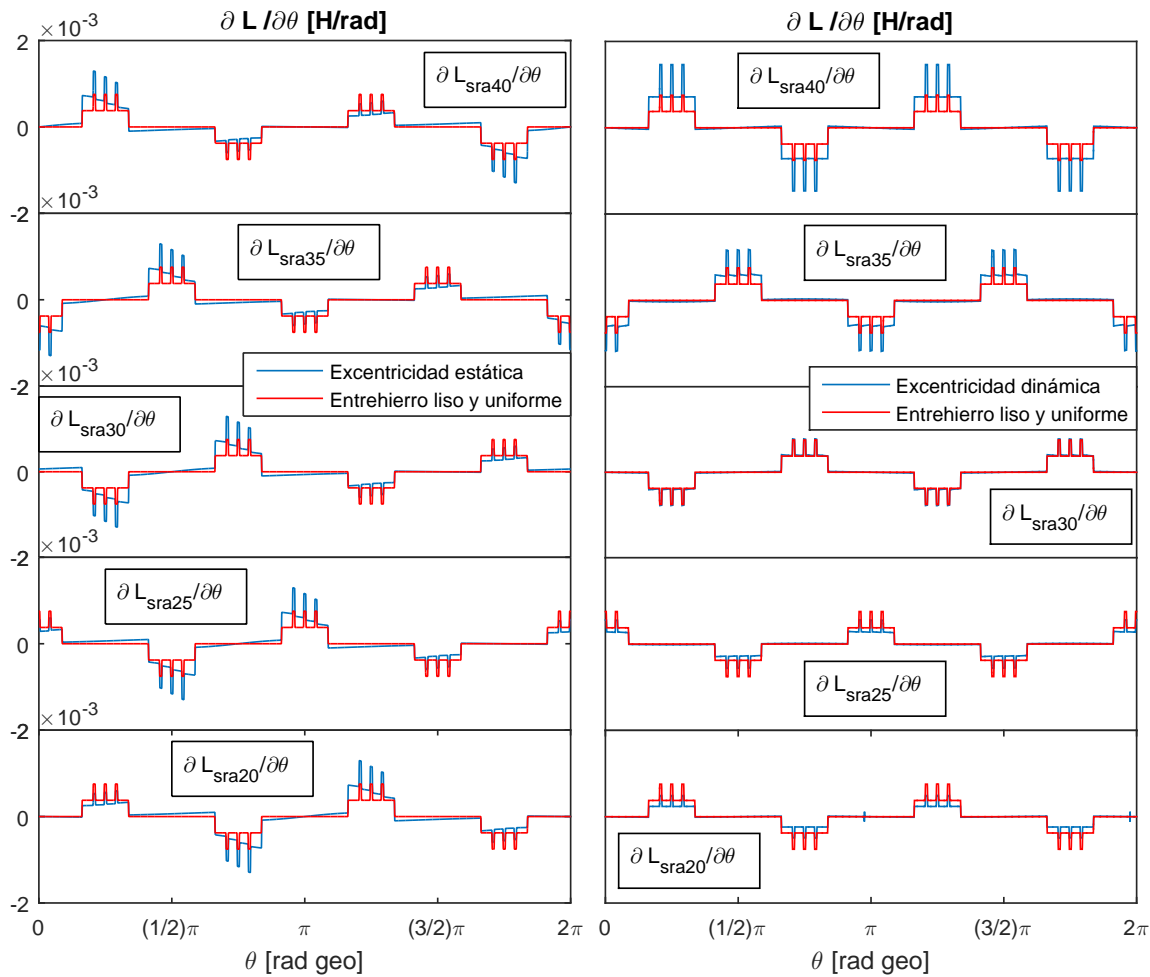 ∂ L /∂θ [H/rad]
×10⁻³
2
∂ L_sra40/∂θ
0
×10⁻³
-2
∂ L_sra35/∂θ
0
-2
Excentricidad estática
Entrehierro liso y uniforme
×10⁻³
∂ L_sra30/∂θ
0
×10⁻³
-2
∂ L_sra25/∂θ
0
×10⁻³
-2
∂ L_sra20/∂θ
0
-2
0 (1/2)π π (3/2)π 2π
θ [rad geo]
∂ L /∂θ [H/rad]
∂ L_sra40/∂θ
∂ L_sra35/∂θ
Excentricidad dinámica
Entrehierro liso y uniforme
∂ L_sra30/∂θ
∂ L_sra25/∂θ
∂ L_sra20/∂θ
0 (1/2)π π (3/2)π 2π
θ [rad geo]